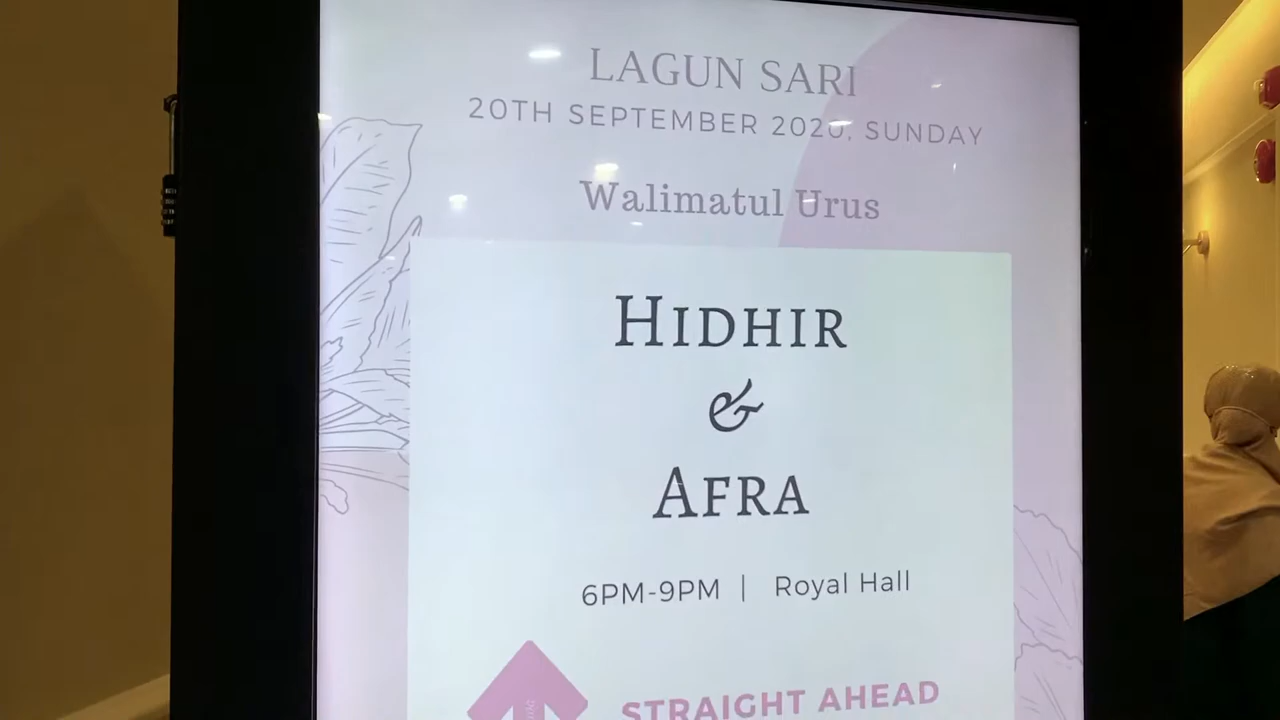 LAGUN SARI
20TH SEPTEMBER 2020, SUNDAY
Walimatul Urus
HIDHIR
&
AFRA
6PM-9PM | Royal Hall
STRAIGHT AHEAD